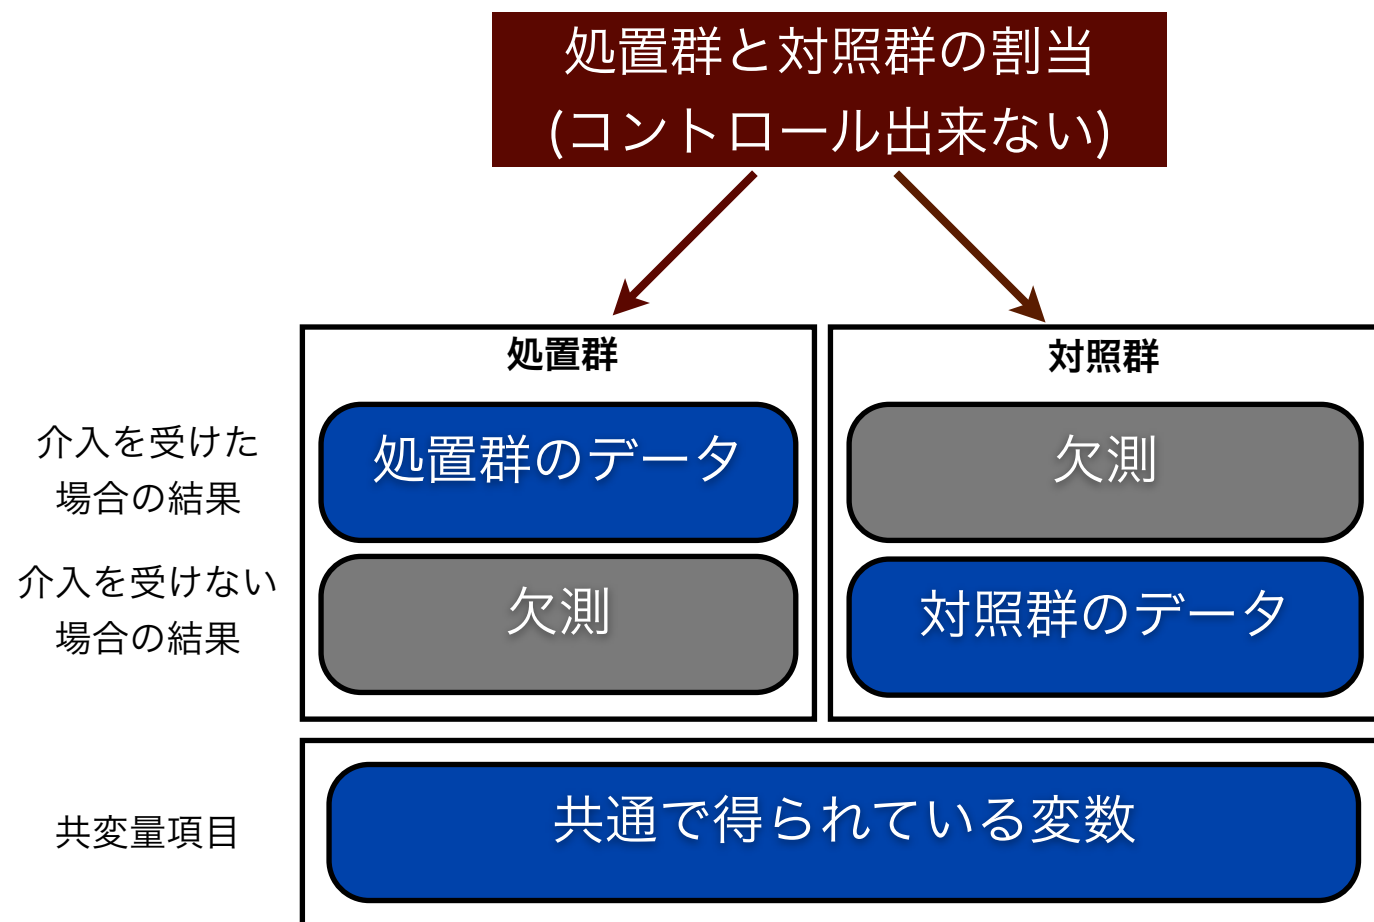 処置群と対照群の割当
(コントロール出来ない)
処置群
対照群
介入を受けた
場合の結果
処置群のデータ
欠測
介入を受けない
場合の結果
欠測
対照群のデータ
共変量項目
共通で得られている変数